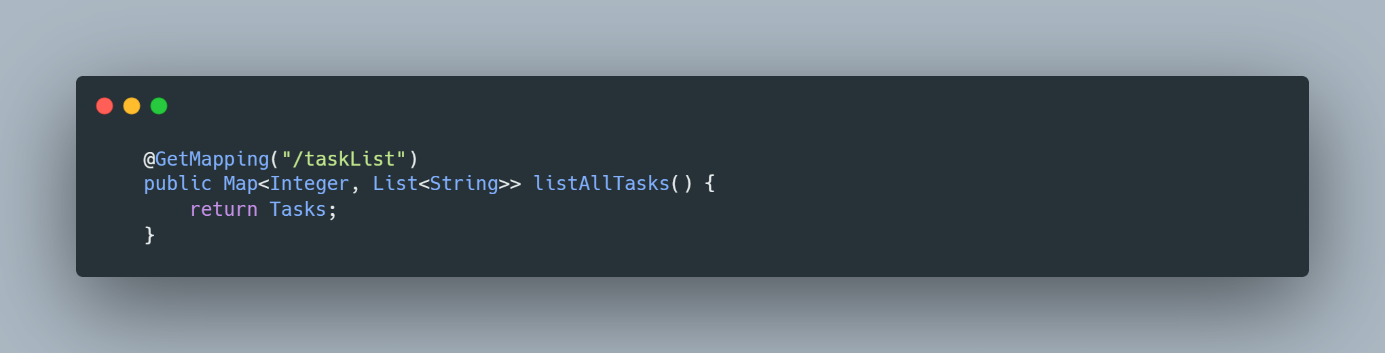 @GetMapping("/taskList")
public Map<Integer, List<String>> listAllTasks() {
    return Tasks;
}